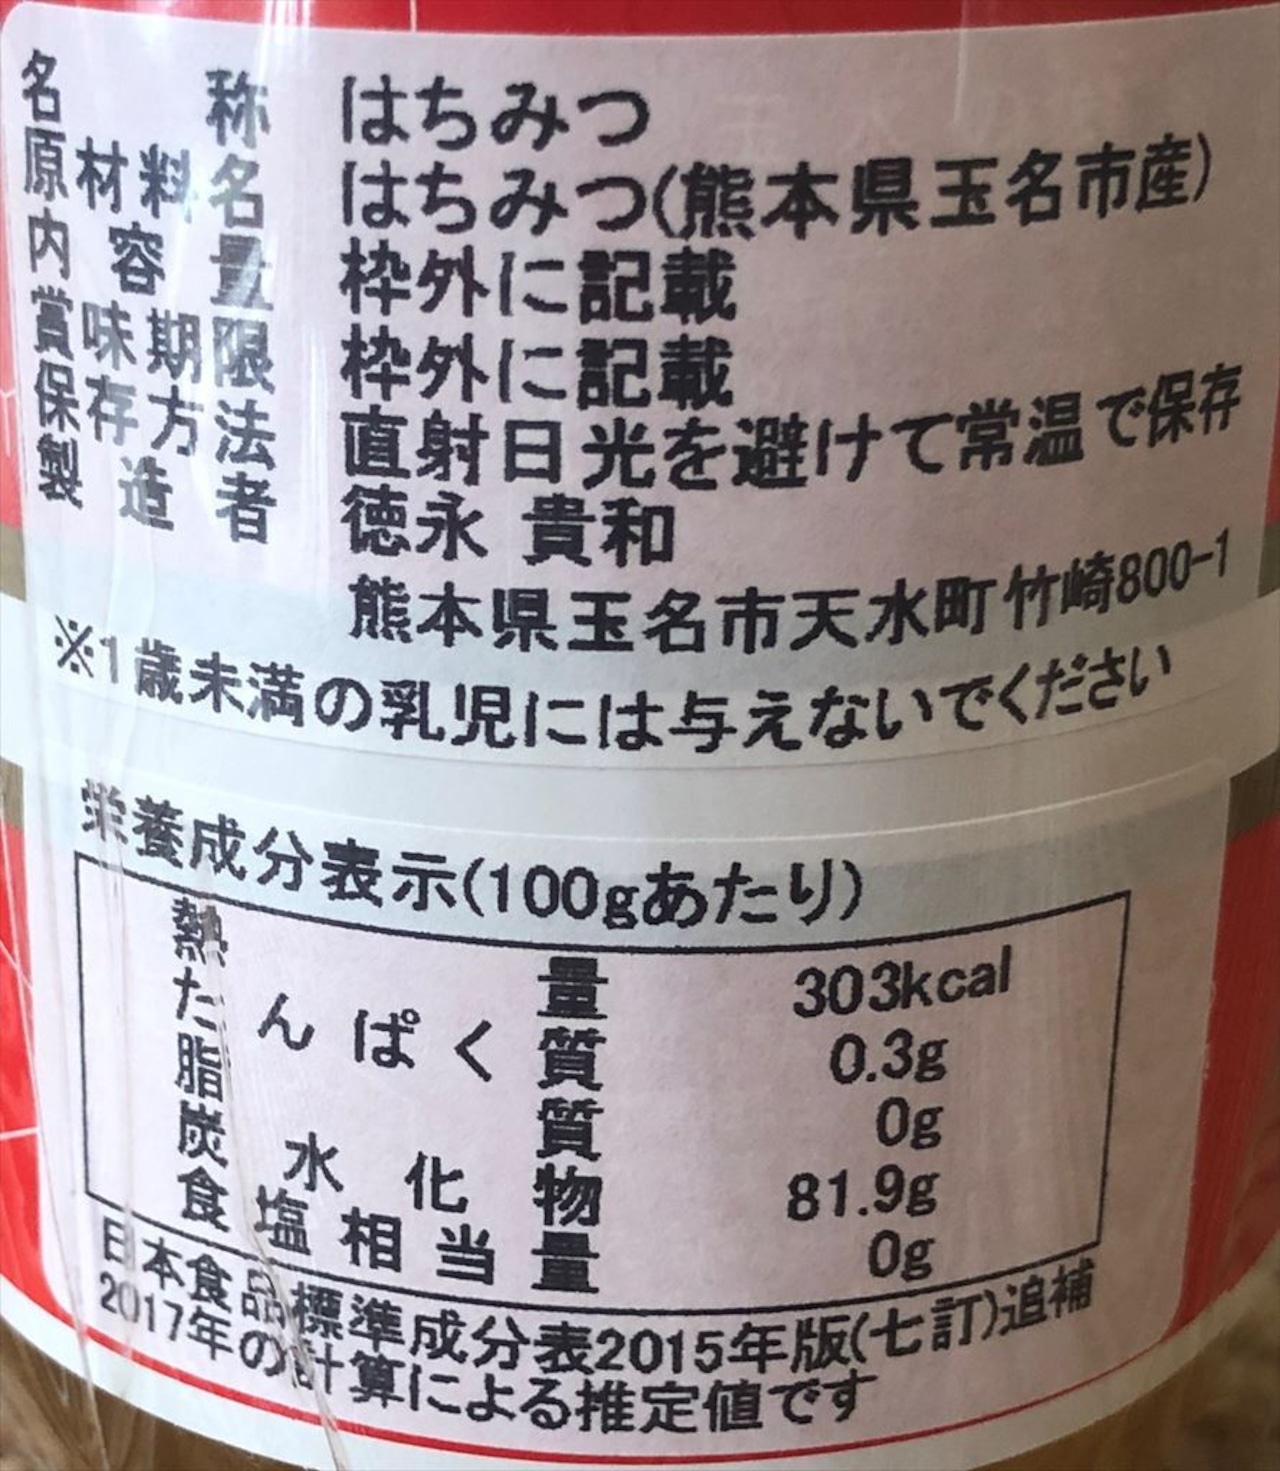 名称 はちみつ
原材料名 はちみつ(熊本県玉名市産)
内容量 枠外に記載
賞味期限 枠外に記載
保存方法 直射日光を避けて常温で保存
製造者 徳永 貴和
熊本県玉名市天水町竹崎800-1
※1歳未満の乳児には与えないでください
栄養成分表示(100gあたり)
熱量 303kcal
たんぱく質 0.3g
脂質 0g
炭水化物 81.9g
食塩相当量 0g
日本食品標準成分表2015年版(七訂)追補
2017年の計算による推定値です